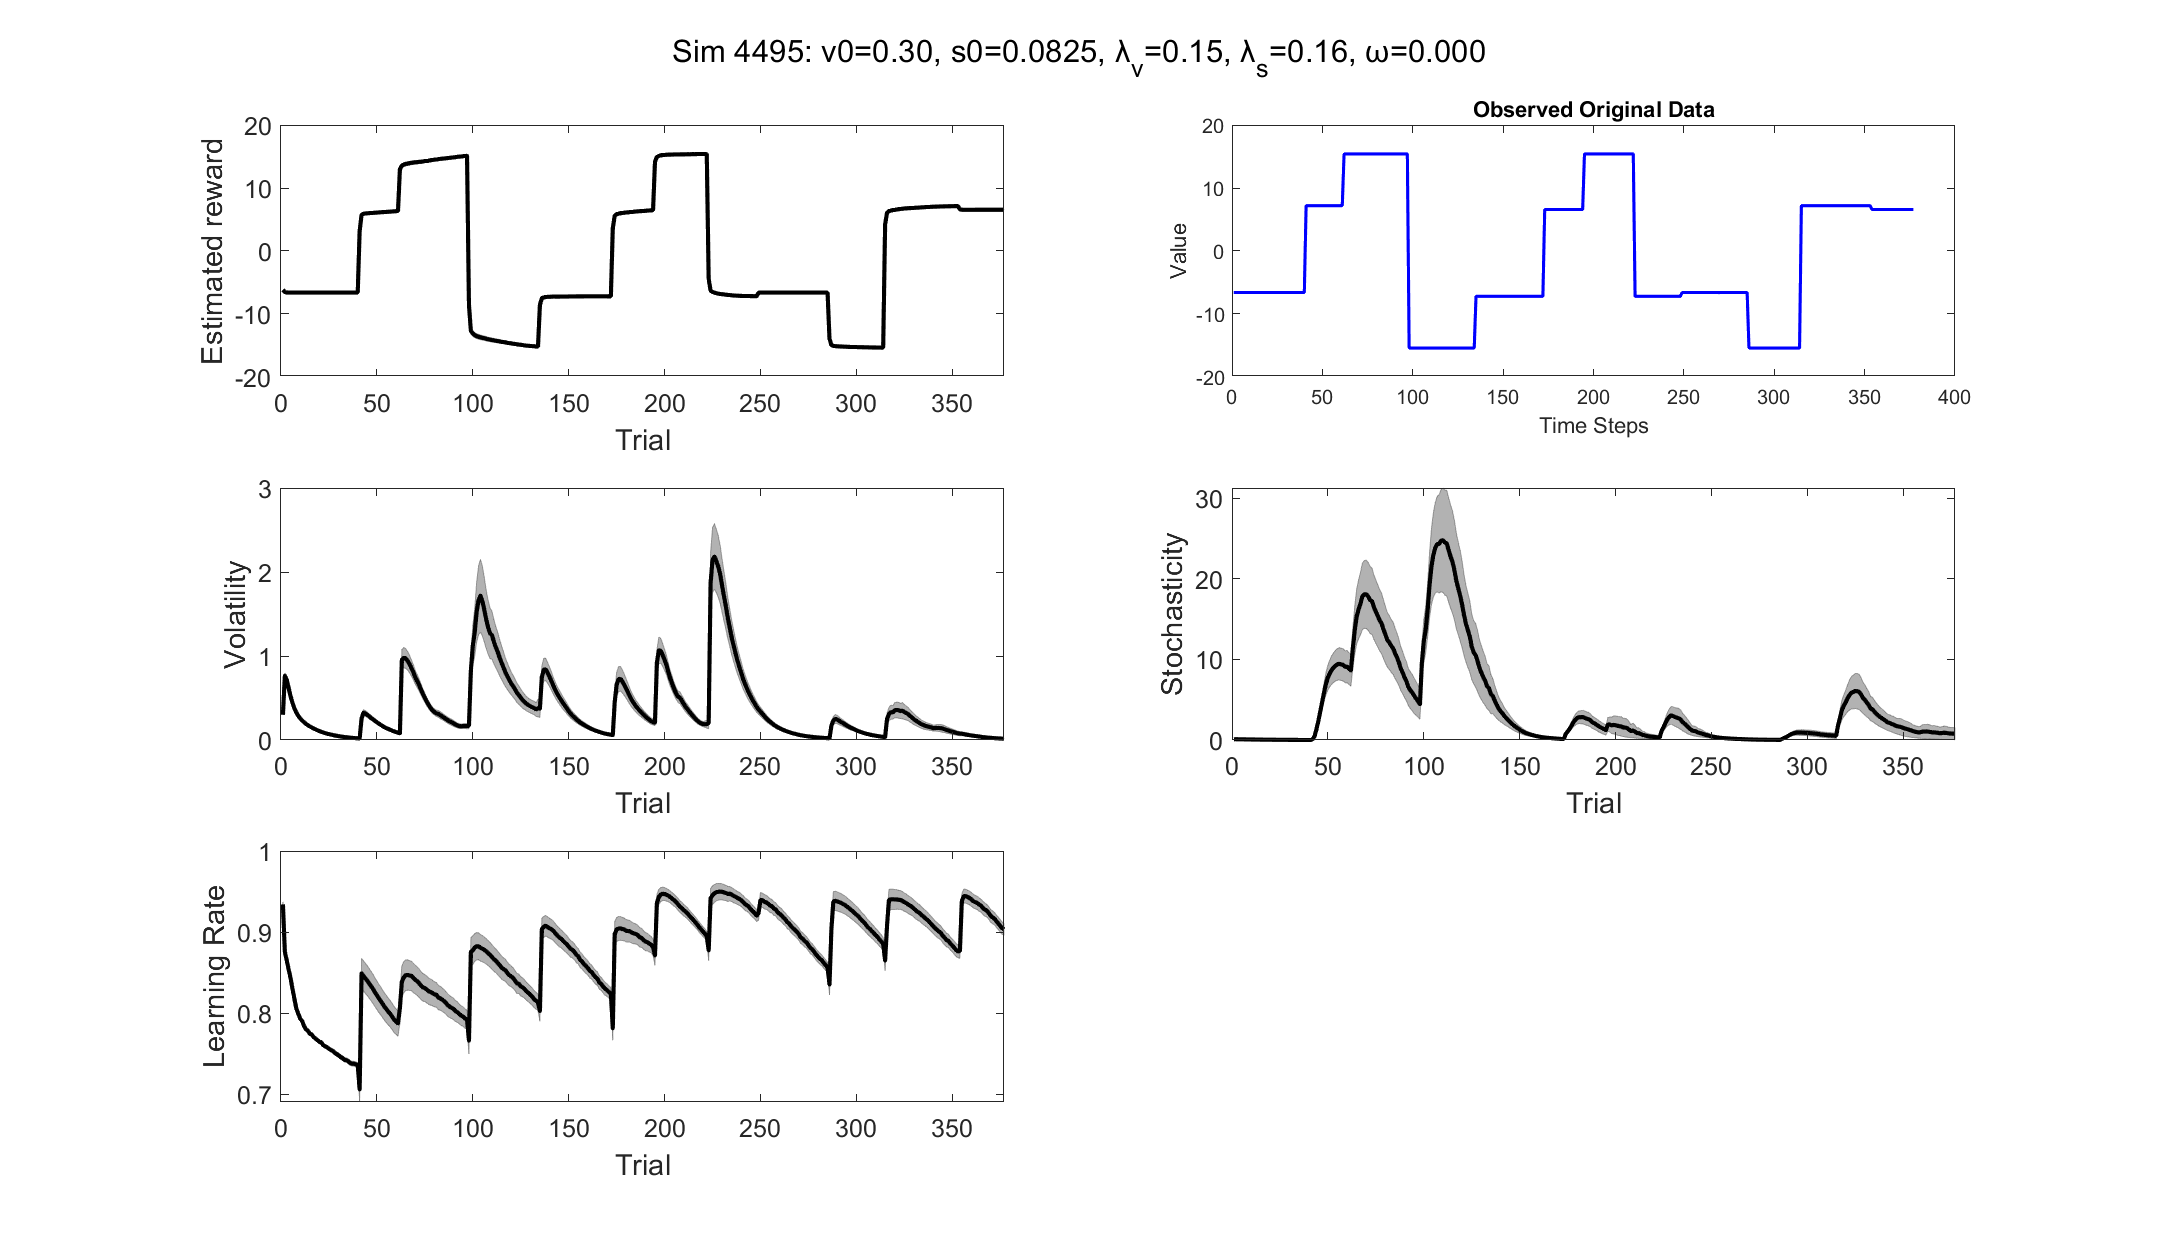 Sim 4495: v0=0.30, s0=0.0825, λ_v=0.15, λ_s=0.16, ω=0.000
Estimated reward
20
10
0
-10
-20
0 50 100 150 200 250 300 350
Trial
Observed Original Data
Value
20
10
0
-10
-20
0 50 100 150 200 250 300 350 400
Time Steps
Volatility
3
2
1
0
0 50 100 150 200 250 300 350
Trial
Stochasticity
30
20
10
0
0 50 100 150 200 250 300 350
Trial
Learning Rate
1
0.9
0.8
0.7
0 50 100 150 200 250 300 350
Trial